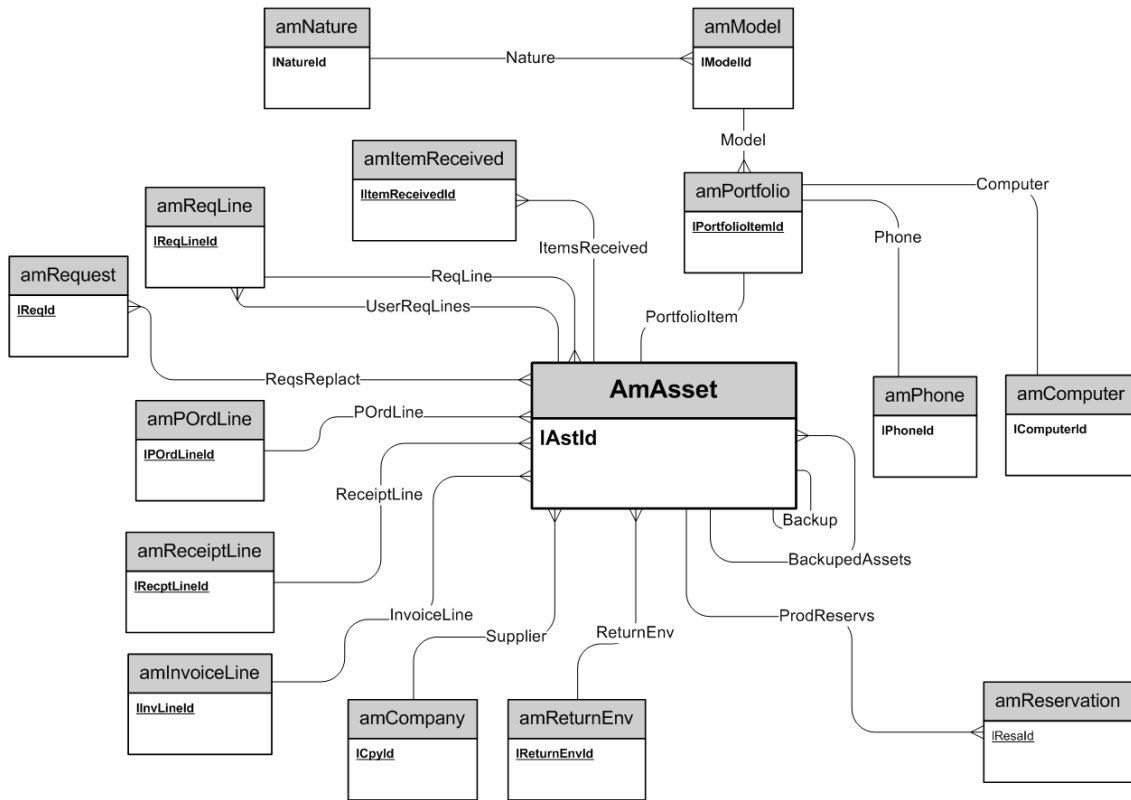 amNature
lNatureId
Nature
amModel
lModelId
Model
amItemReceived
lItemReceivedId
amPortfolio
lPortfolioItemId
Computer
Phone
amReqLine
lReqLineId
ItemsReceived
ReqLine
UserReqLines
amRequest
lReqId
PortfolioItem
ReqsReplact
AmAsset
lAstId
amPhone
lPhoneId
amComputer
lComputerId
amPOrdLine
lPOrdLineId
POrdLine
ReceiptLine
Backup
BackupedAssets
amReceiptLine
lRecptLineId
InvoiceLine
Supplier
ReturnEnv
ProdReservs
amInvoiceLine
lInvLineId
amCompany
lCpyId
amReturnEnv
lReturnEnvId
amReservation
lResaId